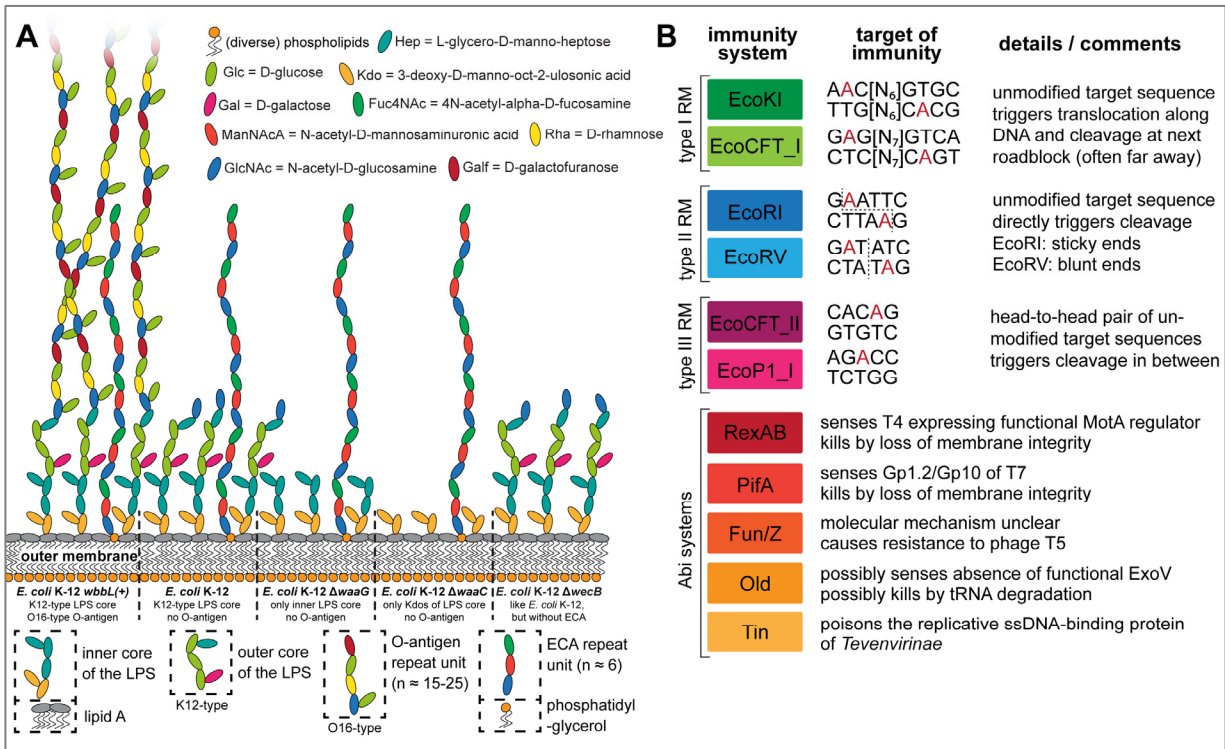 A
(diverse) phospholipids
Hep = L-glycero-D-manno-heptose
Glc = D-glucose
Kdo = 3-deoxy-D-manno-oct-2-ulosonic acid
Gal = D-galactose
Fuc4NAc = 4N-acetyl-alpha-D-fucosamine
ManNAcA = N-acetyl-D-mannosaminuronic acid
Rha = D-rhamnose
GlcNAc = N-acetyl-D-glucosamine
Galf = D-galactofuranose
outer membrane
E. coli K-12 wbbL(+)
K12-type LPS core
O16-type O-antigen
E. coli K-12
K12-type LPS core
no O-antigen
E. coli K-12 ΔwaaG
only inner LPS core
no O-antigen
E. coli K-12 ΔwaaC
only Kdos of LPS core
no O-antigen
E. coli K-12 ΔwecB
like E. coli K-12,
but without ECA
inner core
of the LPS
lipid A
outer core
of the LPS
K12-type
O-antigen
repeat unit
(n ≈ 15-25)
O16-type
ECA repeat
unit (n ≈ 6)
phosphatidyl
-glycerol
B
immunity
system
target of
immunity
details / comments
type I RM
EcoKI
AAC[N6]GTGC
TTG[N6]CACG
EcoCFT_I
GAG[N7]GTCA
CTC[N7]CAGT
unmodified target sequence
triggers translocation along
DNA and cleavage at next
roadblock (often far away)
type II RM
EcoRI
GAATTC
CTTAAG
EcoRV
GATATC
CTATAG
unmodified target sequence
directly triggers cleavage
EcoRI: sticky ends
EcoRV: blunt ends
type III RM
EcoCFT_II
CACAG
GTGTC
EcoP1_I
AGACC
TCTGG
head-to-head pair of un-
modified target sequences
triggers cleavage in between
Abi systems
RexAB
senses T4 expressing functional MotA regulator
kills by loss of membrane integrity
PifA
senses Gp1.2/Gp10 of T7
kills by loss of membrane integrity
Fun/Z
molecular mechanism unclear
causes resistance to phage T5
Old
possibly senses absence of functional ExoV
possibly kills by tRNA degradation
Tin
poisons the replicative ssDNA-binding protein
of Tevenvirinae